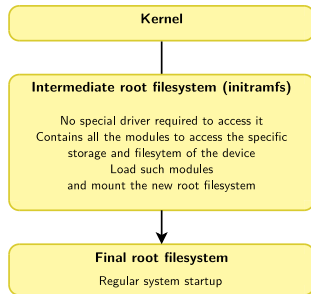 Kernel
Intermediate root filesystem (initramfs)
No special driver required to access it
Contains all the modules to access the specific
storage and filesytem of the device
Load such modules
and mount the new root filesystem
Final root filesystem
Regular system startup